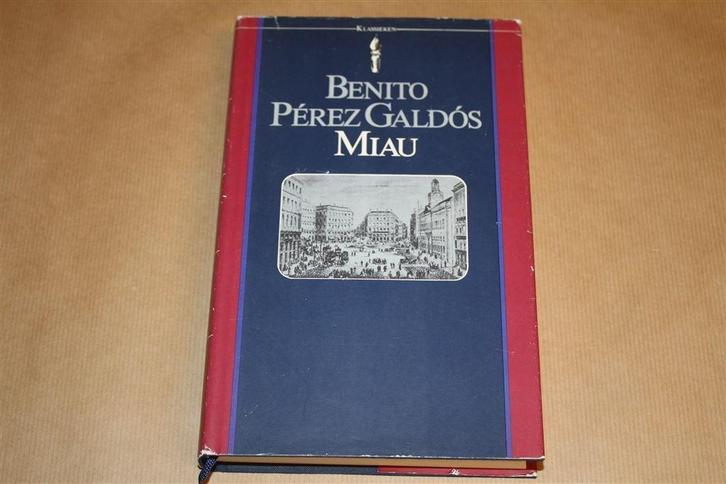 KLASSIEKEN
BENITO
PÉREZ GALDÓS
MIAU